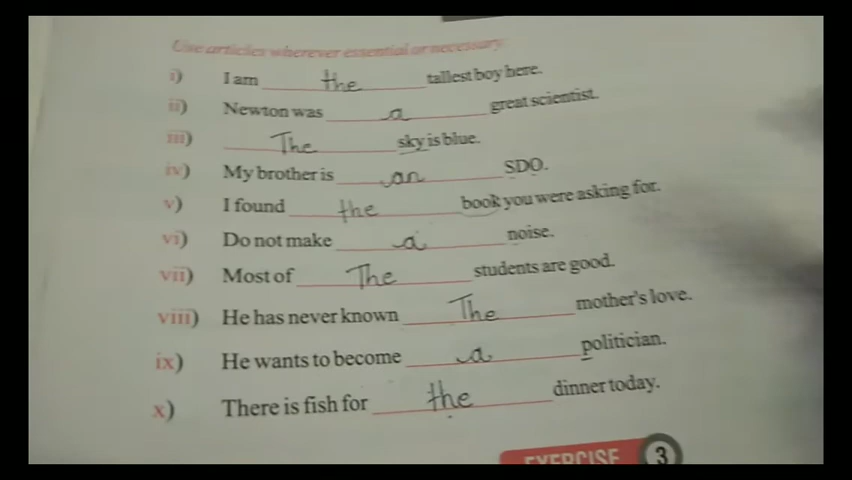 Use articles wherever essential or necessary
i) I am the tallest boy here.
ii) Newton was a great scientist.
iii) The sky is blue.
iv) My brother is an SDO.
v) I found the book you were asking for.
vi) Do not make a noise.
vii) Most of The students are good.
viii) He has never known The mother's love.
ix) He wants to become a politician.
x) There is fish for the dinner today.
EXERCISE 3